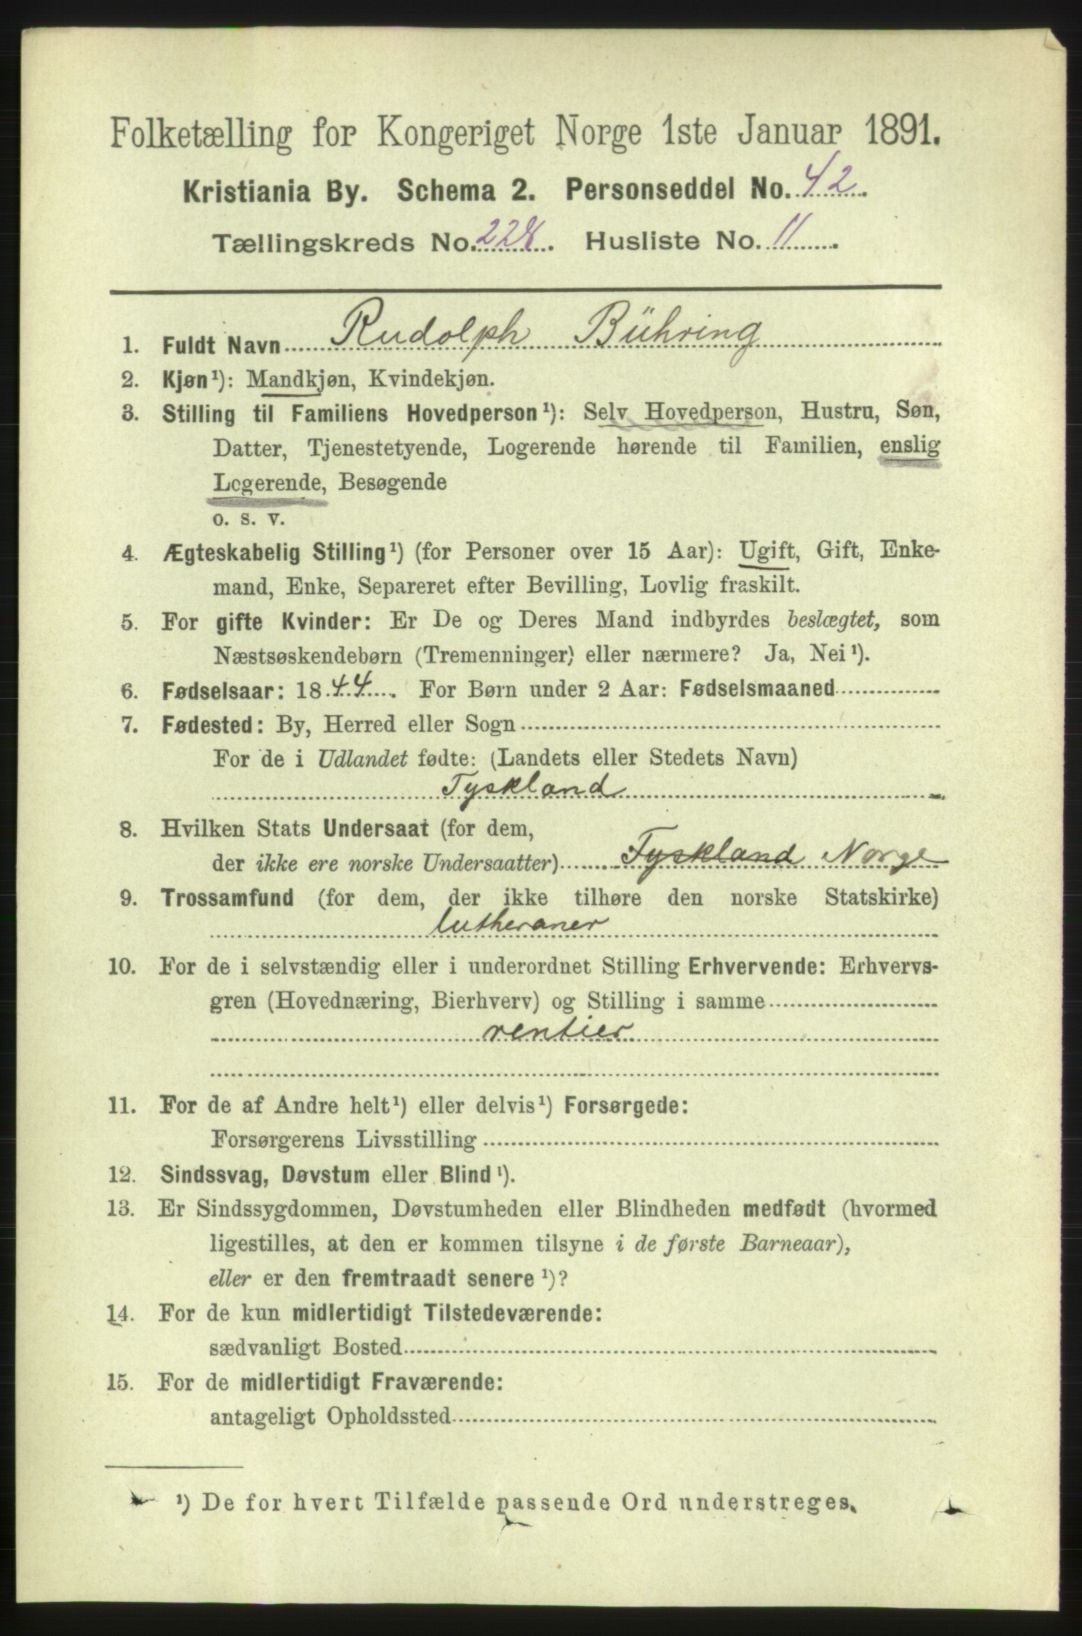 Folketælling for Kongeriget Norge 1ste Januar 1891.
Kristiania By. Schema 2. Personseddel No. 42.
Tællingskreds No. 228. Husliste No. 11.
1. Fuldt Navn Rudolph Bühring
2. Kjøn¹): Mandkjøn, Kvindekjøn.
3. Stilling til Familiens Hovedperson¹): Selv Hovedperson, Hustru, Søn,
Datter, Tjenestetyende, Logerende hørende til Familien, enslig
Logerende, Besøgende
o. s. v.
4. Ægteskabelig Stilling¹) (for Personer over 15 Aar): Ugift, Gift, Enke-
mand, Enke, Separeret efter Bevilling, Lovlig fraskilt.
5. For gifte Kvinder: Er De og Deres Mand indbyrdes beslægtet, som
Næstsøskendebørn (Tremenninger) eller nærmere? Ja, Nei¹).
6. Fødselsaar: 1844. For Børn under 2 Aar: Fødselsmaaned
7. Fødested: By, Herred eller Sogn
For de i Udlandet fødte: (Landets eller Stedets Navn)
Tyskland
8. Hvilken Stats Undersaat (for dem,
der ikke ere norske Undersaatter) Tyskland Norge
9. Trossamfund (for dem, der ikke tilhøre den norske Statskirke)
lutheraner
10. For de i selvstændig eller i underordnet Stilling Erhvervende: Erhvervs-
gren (Hovednæring, Bierhverv) og Stilling i samme
rentier
11. For de af Andre helt¹) eller delvis¹) Forsørgede:
Forsørgerens Livsstilling
12. Sindssvag, Døvstum eller Blind¹).
13. Er Sindssygdommen, Døvstumheden eller Blindheden medfødt (hvormed
ligestilles, at den er kommen tilsyne i de første Barneaar),
eller er den fremtraadt senere¹)?
14. For de kun midlertidigt Tilstedeværende:
sædvanligt Bosted
15. For de midlertidigt Fraværende:
antageligt Opholdssted
¹) De for hvert Tilfælde passende Ord understreges.